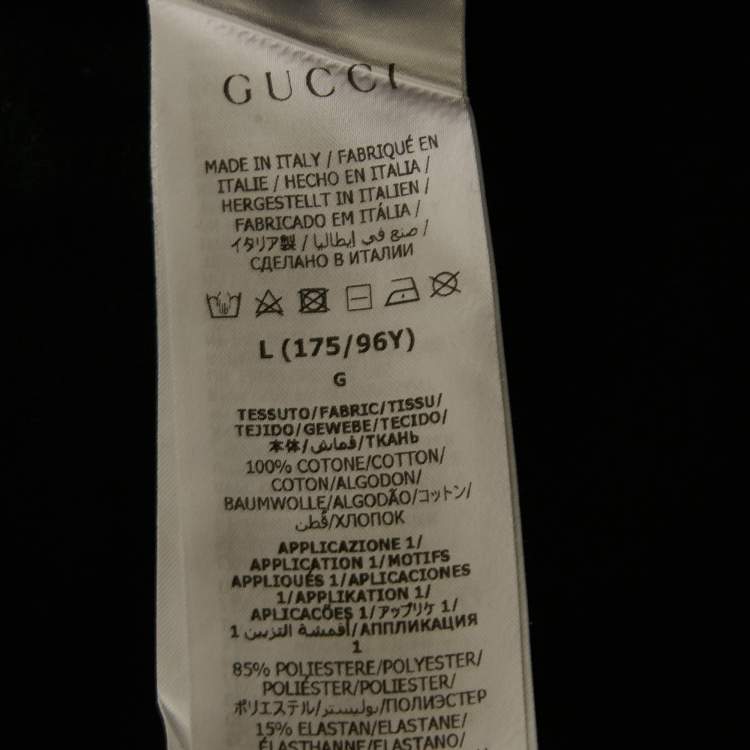 GUCCI
MADE IN ITALY / FABRIQUÉ EN
ITALIE / HECHO EN ITALIA /
HERGESTELLT IN ITALIEN /
FABRICADO EM ITÁLIA /
イタリア製 / صنع في إيطاليا /
СДЕЛАНО В ИТАЛИИ
L (175/96Y)
G
TESSUTO/FABRIC/TISSU/
TEJIDO/GEWEBE/TECIDO/
本体/قماش/ТКАНЬ
100% COTONE/COTTON/
COTON/ALGODON/
BAUMWOLLE/ALGODÃO/コットン/
قطن/ХЛОПОК
APPLICAZIONE 1/
APPLICATION 1/MOTIFS
APPLIQUÉS 1/APLICACIONES
1/APPLIKATION 1/
APLICACÕES 1/アップリケ 1/
1 أقمشة التزيين/АППЛИКАЦИЯ
1
85% POLIESTERE/POLYESTER/
POLIÉSTER/POLIESTER/
ポリエステル/بوليستر/ПОЛИЭСТЕР
15% ELASTAN/ELASTANE/
ÉLASTHANNE/ELASTANO/